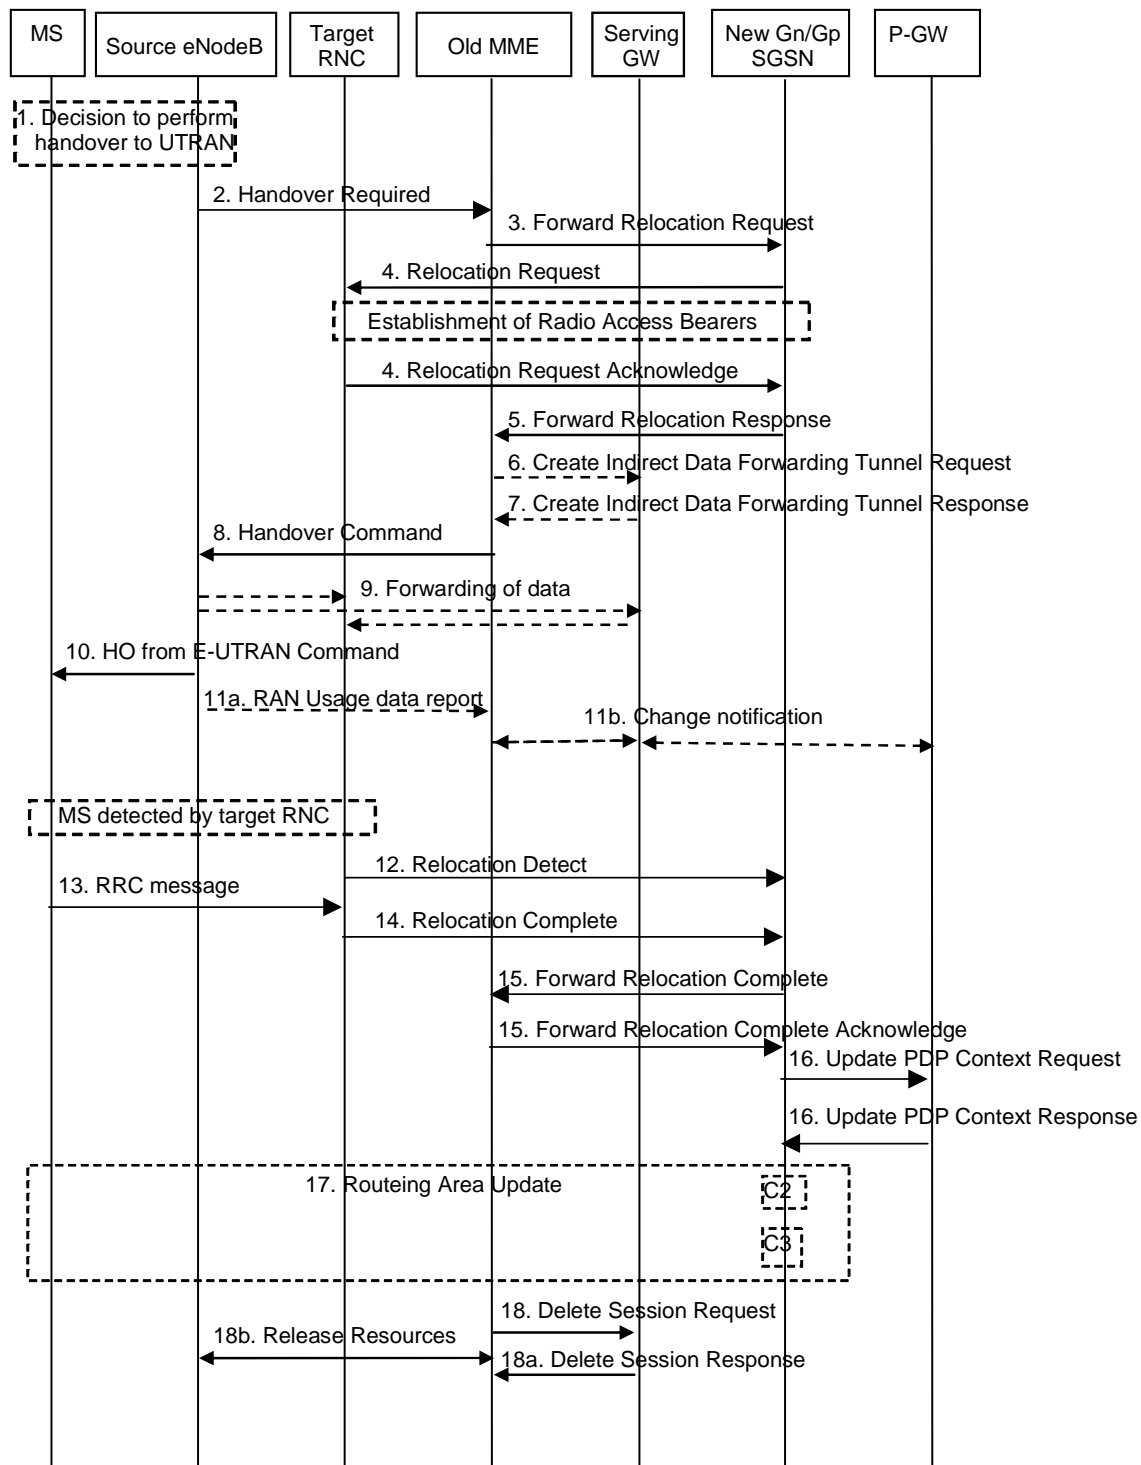 MS
Source eNodeB
Target
RNC
Old MME
Serving
GW
New Gn/Gp
SGSN
P-GW
1. Decision to perform
handover to UTRAN
2. Handover Required
3. Forward Relocation Request
4. Relocation Request
Establishment of Radio Access Bearers
4. Relocation Request Acknowledge
5. Forward Relocation Response
6. Create Indirect Data Forwarding Tunnel Request
7. Create Indirect Data Forwarding Tunnel Response
8. Handover Command
9. Forwarding of data
10. HO from E-UTRAN Command
11a. RAN Usage data report
11b. Change notification
MS detected by target RNC
12. Relocation Detect
13. RRC message
14. Relocation Complete
15. Forward Relocation Complete
15. Forward Relocation Complete Acknowledge
16. Update PDP Context Request
16. Update PDP Context Response
17. Routeing Area Update
C2
C3
18. Delete Session Request
18b. Release Resources
18a. Delete Session Response